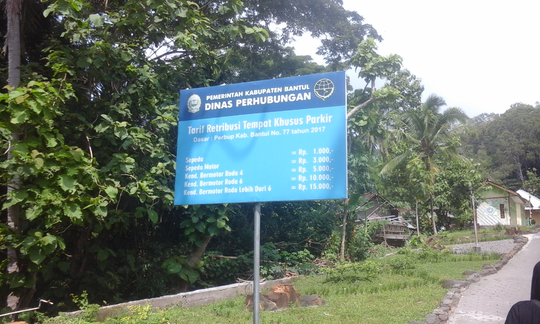 PEMERINTAH KABUPATEN BANTUL
DINAS PERHUBUNGAN
Tarif Retribusi Tempat Khusus Parkir
Dasar : Perbup Kab. Bantul No. 77 tahun 2017
Sepeda = Rp. 1.000,-
Sepeda Motor = Rp. 3.000,-
Kend. Bermotor Roda 4 = Rp. 5.000,-
Kend. Bermotor Roda 6 = Rp. 10.000,-
Kend. Bermotor Roda Lebih Dari 6 = Rp. 15.000,-